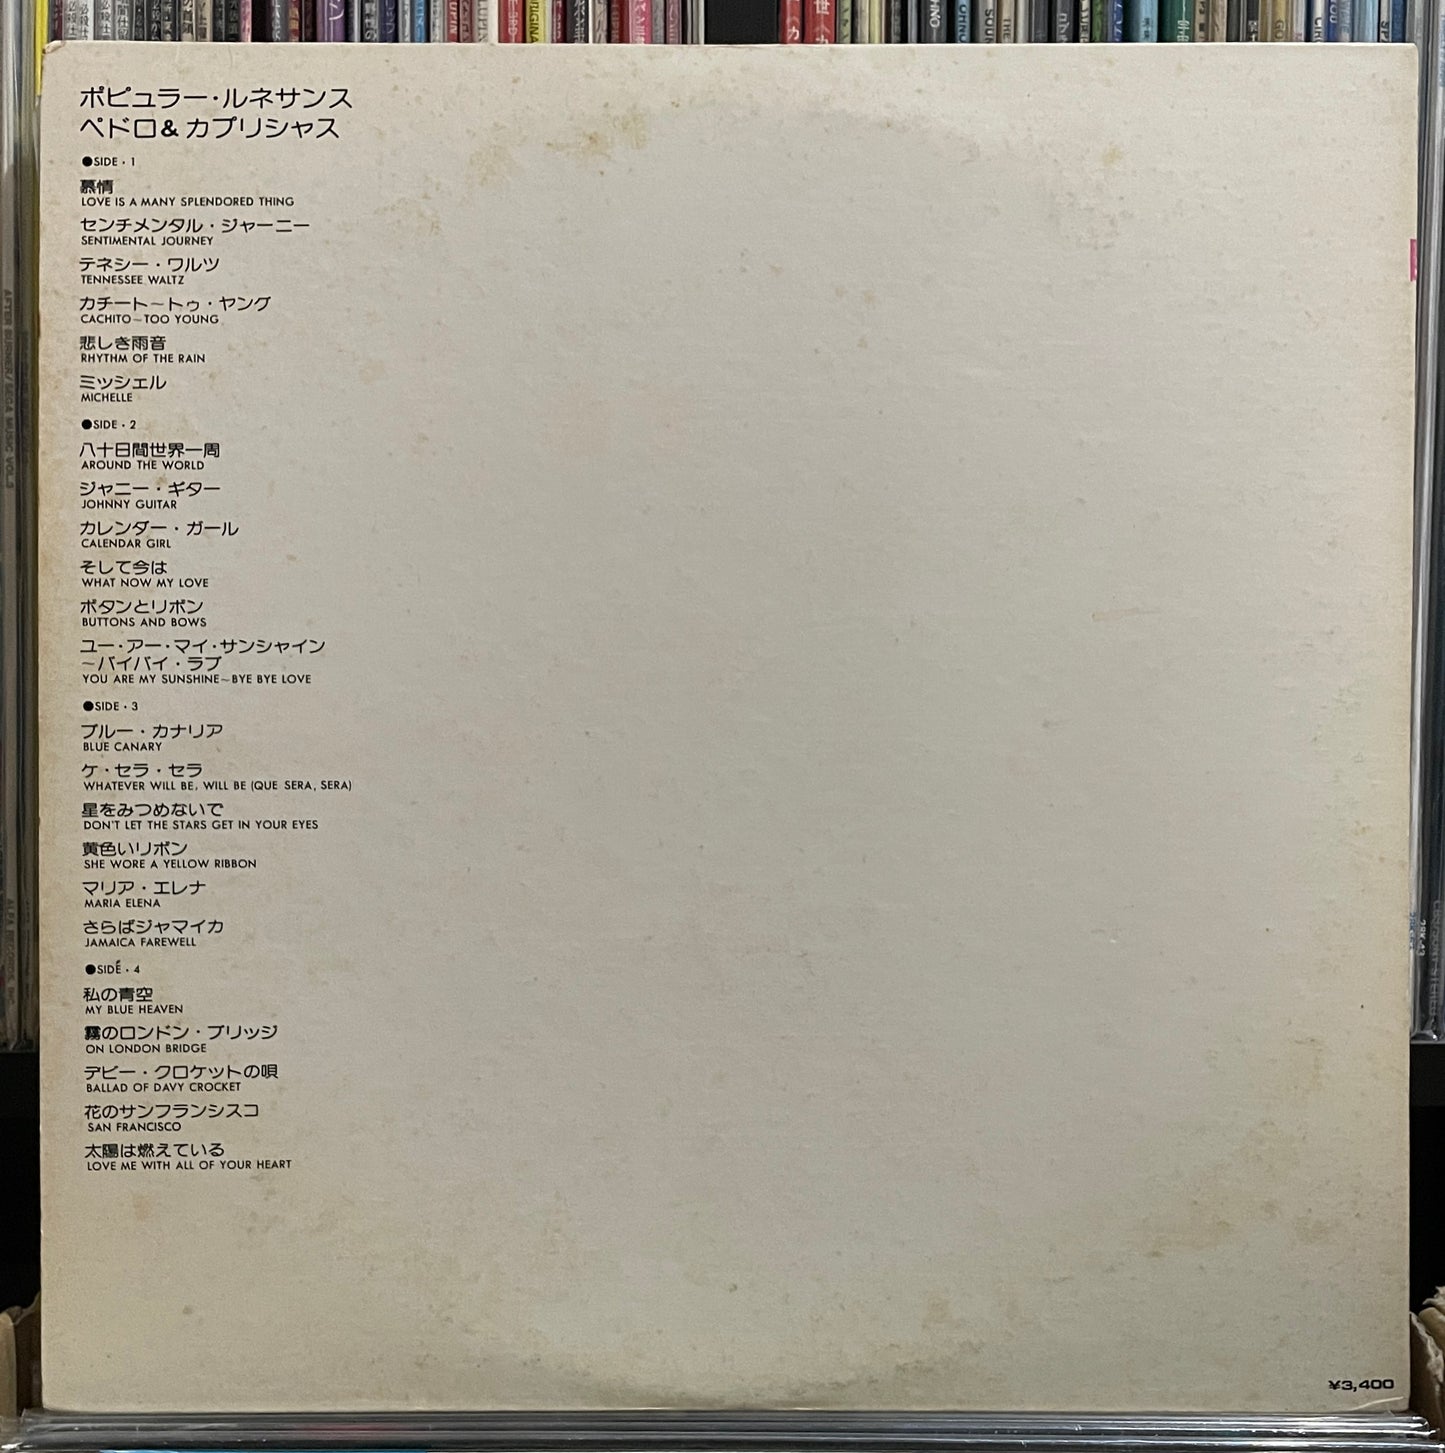 ポピュラー・ルネサンス
ペドロ&カプリシャス
●SIDE・1
慕情
LOVE IS A MANY SPLENDORED THING
センチメンタル・ジャーニー
SENTIMENTAL JOURNEY
テネシー・ワルツ
TENNESSEE WALTZ
カチート〜トゥ・ヤング
CACHITO〜TOO YOUNG
悲しき雨音
RHYTHM OF THE RAIN
ミッシェル
MICHELLE
●SIDE・2
八十日間世界一周
AROUND THE WORLD
ジャニー・ギター
JOHNNY GUITAR
カレンダー・ガール
CALENDAR GIRL
そして今は
WHAT NOW MY LOVE
ボタンとリボン
BUTTONS AND BOWS
ユー・アー・マイ・サンシャイン
〜バイバイ・ラブ
YOU ARE MY SUNSHINE〜BYE BYE LOVE
●SIDE・3
ブルー・カナリア
BLUE CANARY
ケ・セラ・セラ
WHATEVER WILL BE, WILL BE (QUE SERA, SERA)
星をみつめないで
DON'T LET THE STARS GET IN YOUR EYES
黄色いリボン
SHE WORE A YELLOW RIBBON
マリア・エレナ
MARIA ELENA
さらばジャマイカ
JAMAICA FAREWELL
●SIDE・4
私の青空
MY BLUE HEAVEN
霧のロンドン・ブリッジ
ON LONDON BRIDGE
デビー・クロケットの唄
BALLAD OF DAVY CROCKET
花のサンフランシスコ
SAN FRANCISCO
太陽は燃えている
LOVE ME WITH ALL OF YOUR HEART
¥3,400
AFTER BURNER/SEGA MUSIC VOL.3